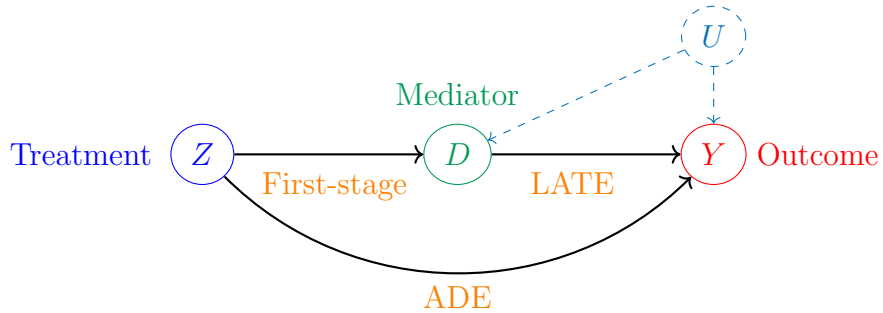 U
Mediator
Treatment Z D Y Outcome
First-stage LATE
ADE